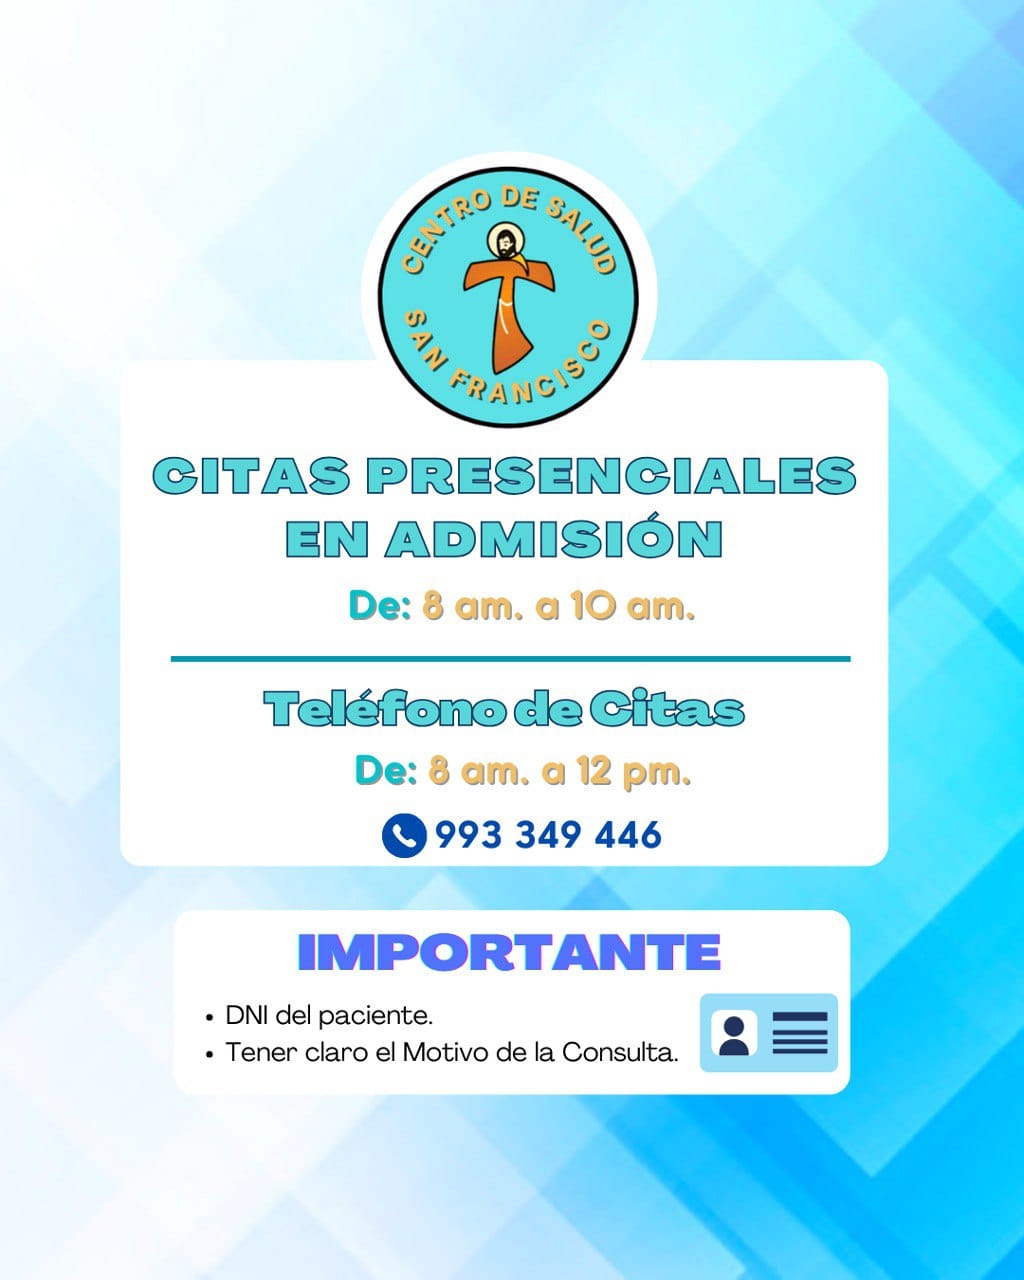 CENTRO DE SALUD
SAN FRANCISCO
CITAS PRESENCIALES
EN ADMISIÓN
De: 8 am. a 10 am.
Teléfono de Citas
De: 8 am. a 12 pm.
993 349 446
IMPORTANTE
• DNI del paciente.
• Tener claro el Motivo de la Consulta.